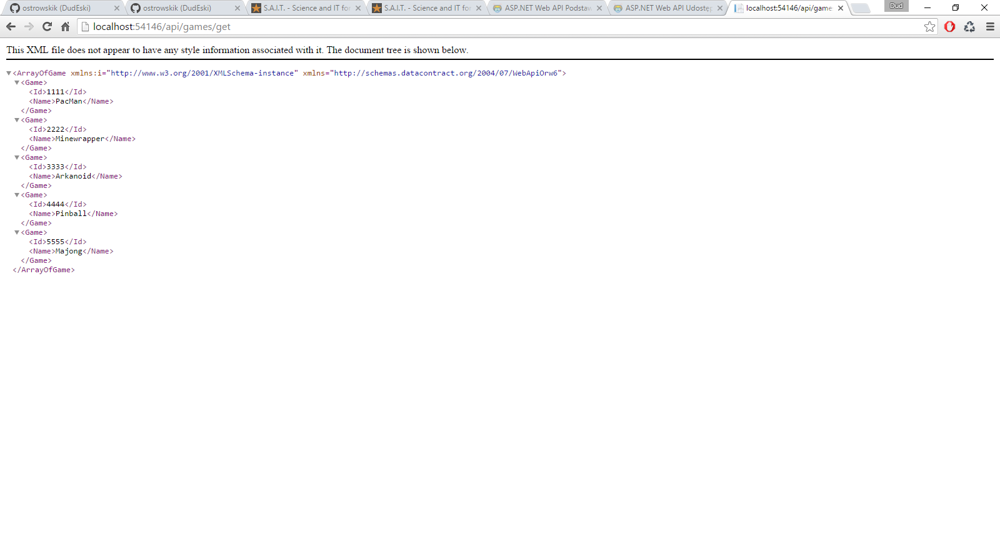 ostrowskik (DudEski)
ostrowskik (DudEski)
S.A.I.T. - Science and IT for
S.A.I.T. - Science and IT for
ASP.NET Web API Podstaw
ASP.NET Web API Udostęp
localhost:54146/api/game
Dud
localhost:54146/api/games/get
This XML file does not appear to have any style information associated with it. The document tree is shown below.
<ArrayOfGame xmlns:i="http://www.w3.org/2001/XMLSchema-instance" xmlns="http://schemas.datacontract.org/2004/07/WebApiOrw6">
<Game>
<Id>1111</Id>
<Name>PacMan</Name>
</Game>
<Game>
<Id>2222</Id>
<Name>Minewrapper</Name>
</Game>
<Game>
<Id>3333</Id>
<Name>Arkanoid</Name>
</Game>
<Game>
<Id>4444</Id>
<Name>Pinball</Name>
</Game>
<Game>
<Id>5555</Id>
<Name>Majong</Name>
</Game>
</ArrayOfGame>